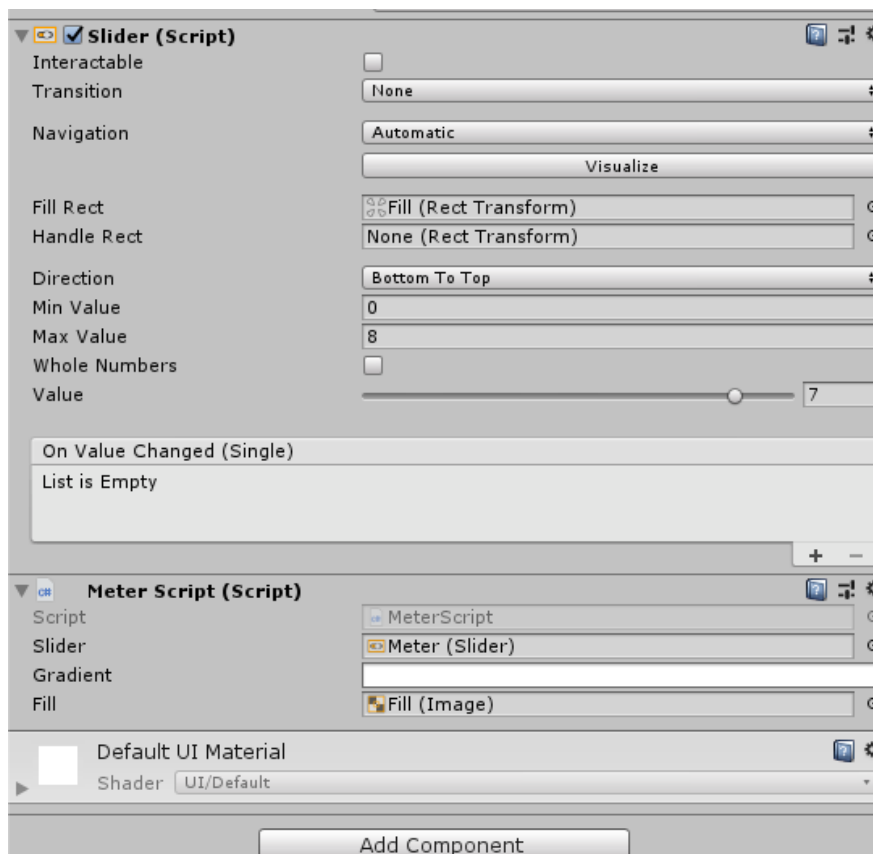 Slider (Script)
Interactable
Transition None
Navigation Automatic
Visualize
Fill Rect Fill (Rect Transform)
Handle Rect None (Rect Transform)
Direction Bottom To Top
Min Value 0
Max Value 8
Whole Numbers
Value 7
On Value Changed (Single)
List is Empty
+ −
c# Meter Script (Script)
Script MeterScript
Slider Meter (Slider)
Gradient
Fill Fill (Image)
Default UI Material
Shader UI/Default
Add Component